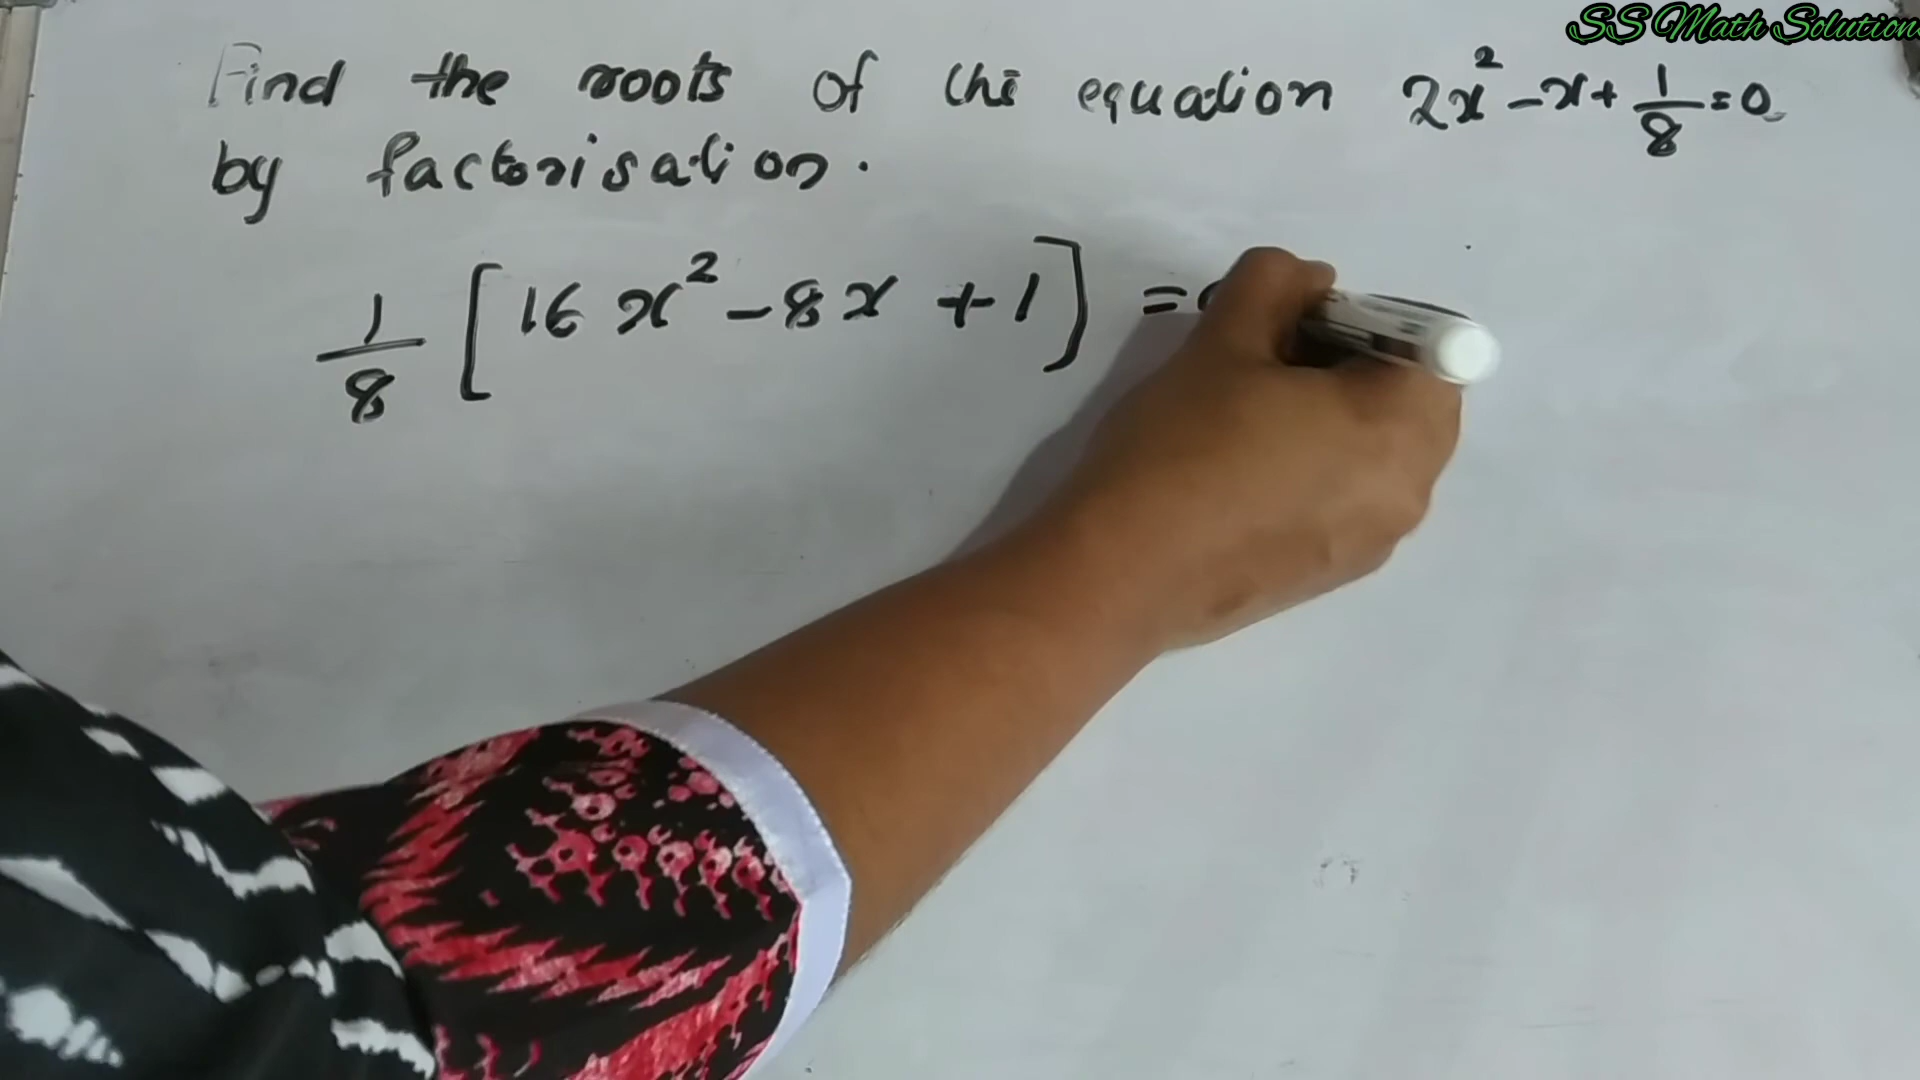 SS Math Solution
Find the roots of the equation 2x² - x + 1/8 = 0
by factorisation.
1/8 [16x² - 8x + 1] =